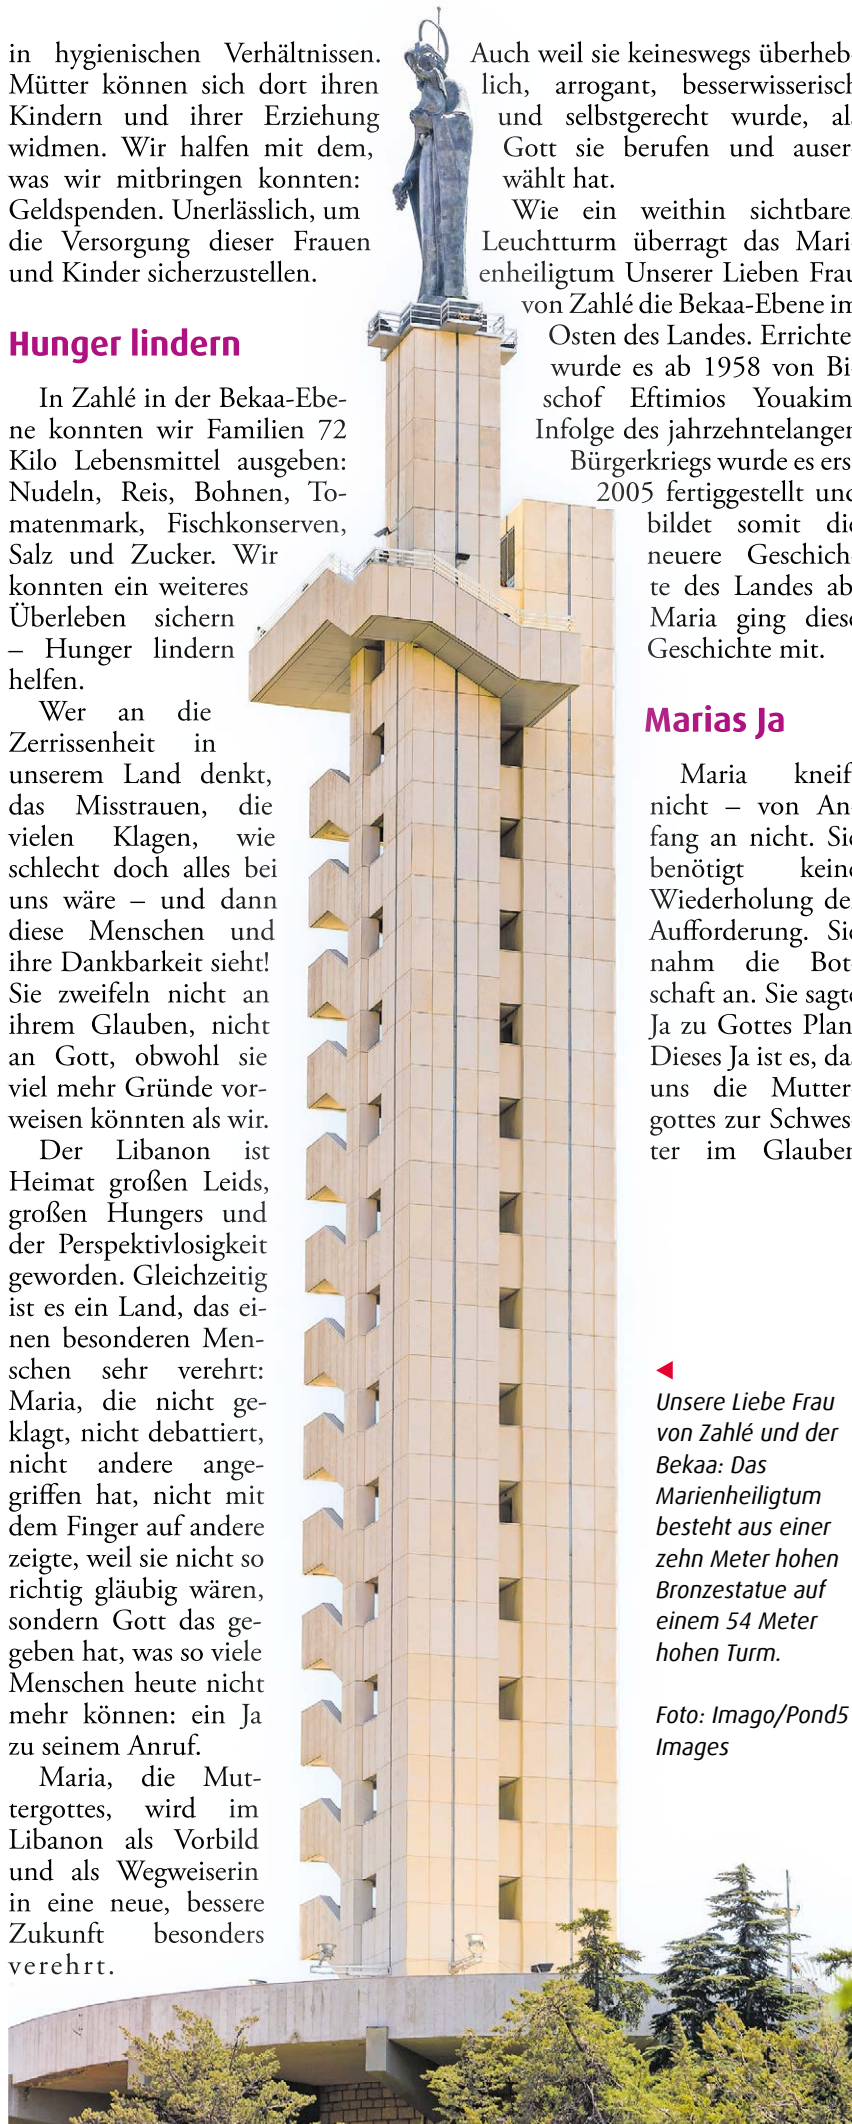 in hygienischen Verhältnissen.
Mütter können sich dort ihren
Kindern und ihrer Erziehung
widmen. Wir halfen mit dem,
was wir mitbringen konnten:
Geldspenden. Unerlässlich, um
die Versorgung dieser Frauen
und Kinder sicherzustellen.
Hunger lindern
In Zahlé in der Bekaa-Ebe-
ne konnten wir Familien 72
Kilo Lebensmittel ausgeben:
Nudeln, Reis, Bohnen, To-
matenmark, Fischkonserven,
Salz und Zucker. Wir
konnten ein weiteres
Überleben sichern
– Hunger lindern
helfen.
Wer an die
Zerrissenheit in
unserem Land denkt,
das Misstrauen, die
vielen Klagen, wie
schlecht doch alles bei
uns wäre – und dann
diese Menschen und
ihre Dankbarkeit sieht!
Sie zweifeln nicht an
ihrem Glauben, nicht
an Gott, obwohl sie
viel mehr Gründe vor-
weisen könnten als wir.
Der Libanon ist
Heimat großen Leids,
großen Hungers und
der Perspektivlosigkeit
geworden. Gleichzeitig
ist es ein Land, das ei-
nen besonderen Men-
schen sehr verehrt:
Maria, die nicht ge-
klagt, nicht debattiert,
nicht andere ange-
griffen hat, nicht mit
dem Finger auf andere
zeigte, weil sie nicht so
richtig gläubig wären,
sondern Gott das ge-
geben hat, was so viele
Menschen heute nicht
mehr können: ein Ja
zu seinem Anruf.
Maria, die Mut-
tergottes, wird im
Libanon als Vorbild
und als Wegweiserin
in eine neue, bessere
Zukunft besonders
verehrt.
Auch weil sie keineswegs überheb-
lich, arrogant, besserwisserisch
und selbstgerecht wurde, als
Gott sie berufen und auser-
wählt hat.
Wie ein weithin sichtbarer
Leuchtturm überragt das Mari-
enheiligtum Unserer Lieben Frau
von Zahlé die Bekaa-Ebene im
Osten des Landes. Errichtet
wurde es ab 1958 von Bi-
schof Eftimios Youakim.
Infolge des jahrzehntelangen
Bürgerkriegs wurde es erst
2005 fertiggestellt und
bildet somit die
neuere Geschich-
te des Landes ab.
Maria ging diese
Geschichte mit.
Marias Ja
Maria kneift
nicht – von An-
fang an nicht. Sie
benötigt keine
Wiederholung der
Aufforderung. Sie
nahm die Bot-
schaft an. Sie sagte
Ja zu Gottes Plan.
Dieses Ja ist es, das
uns die Mutter-
gottes zur Schwes-
ter im Glauben
Unsere Liebe Frau
von Zahlé und der
Bekaa: Das
Marienheiligtum
besteht aus einer
zehn Meter hohen
Bronzestatue auf
einem 54 Meter
hohen Turm.
Foto: Imago/Pond5
Images